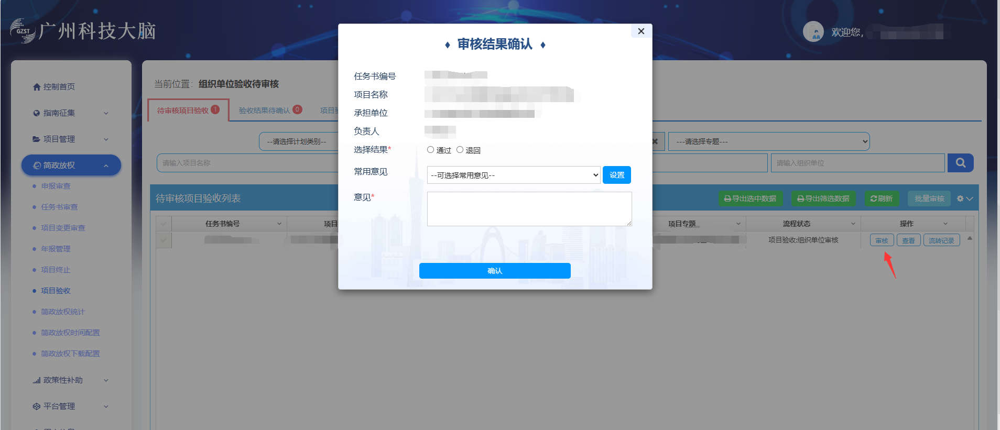 GZST 广州科技大脑
欢迎您,
控制首页
指南征集
项目管理
简政放权
申报审查
任务书审查
项目变更审查
年报管理
项目终止
项目验收
简政放权统计
简政放权时间配置
简政放权下载配置
政策性补助
平台管理
当前位置：组织单位验收待审核
待审核项目验收 1 验收结果待确认 0 项目
--请选择计划类别-- ---请选择专题---
请输入项目名称 请输入组织单位
待审核项目验收列表 导出选中数据 导出筛选数据 刷新 批量审核
任务书编号 项目 项目专题 流程状态 操作
项目验收:组织单位审核 审核 查看 流转记录
审核结果确认
任务书编号
项目名称
承担单位
负责人
选择结果* 通过 退回
常用意见 --可选择常用意见-- 设置
意见*
确认